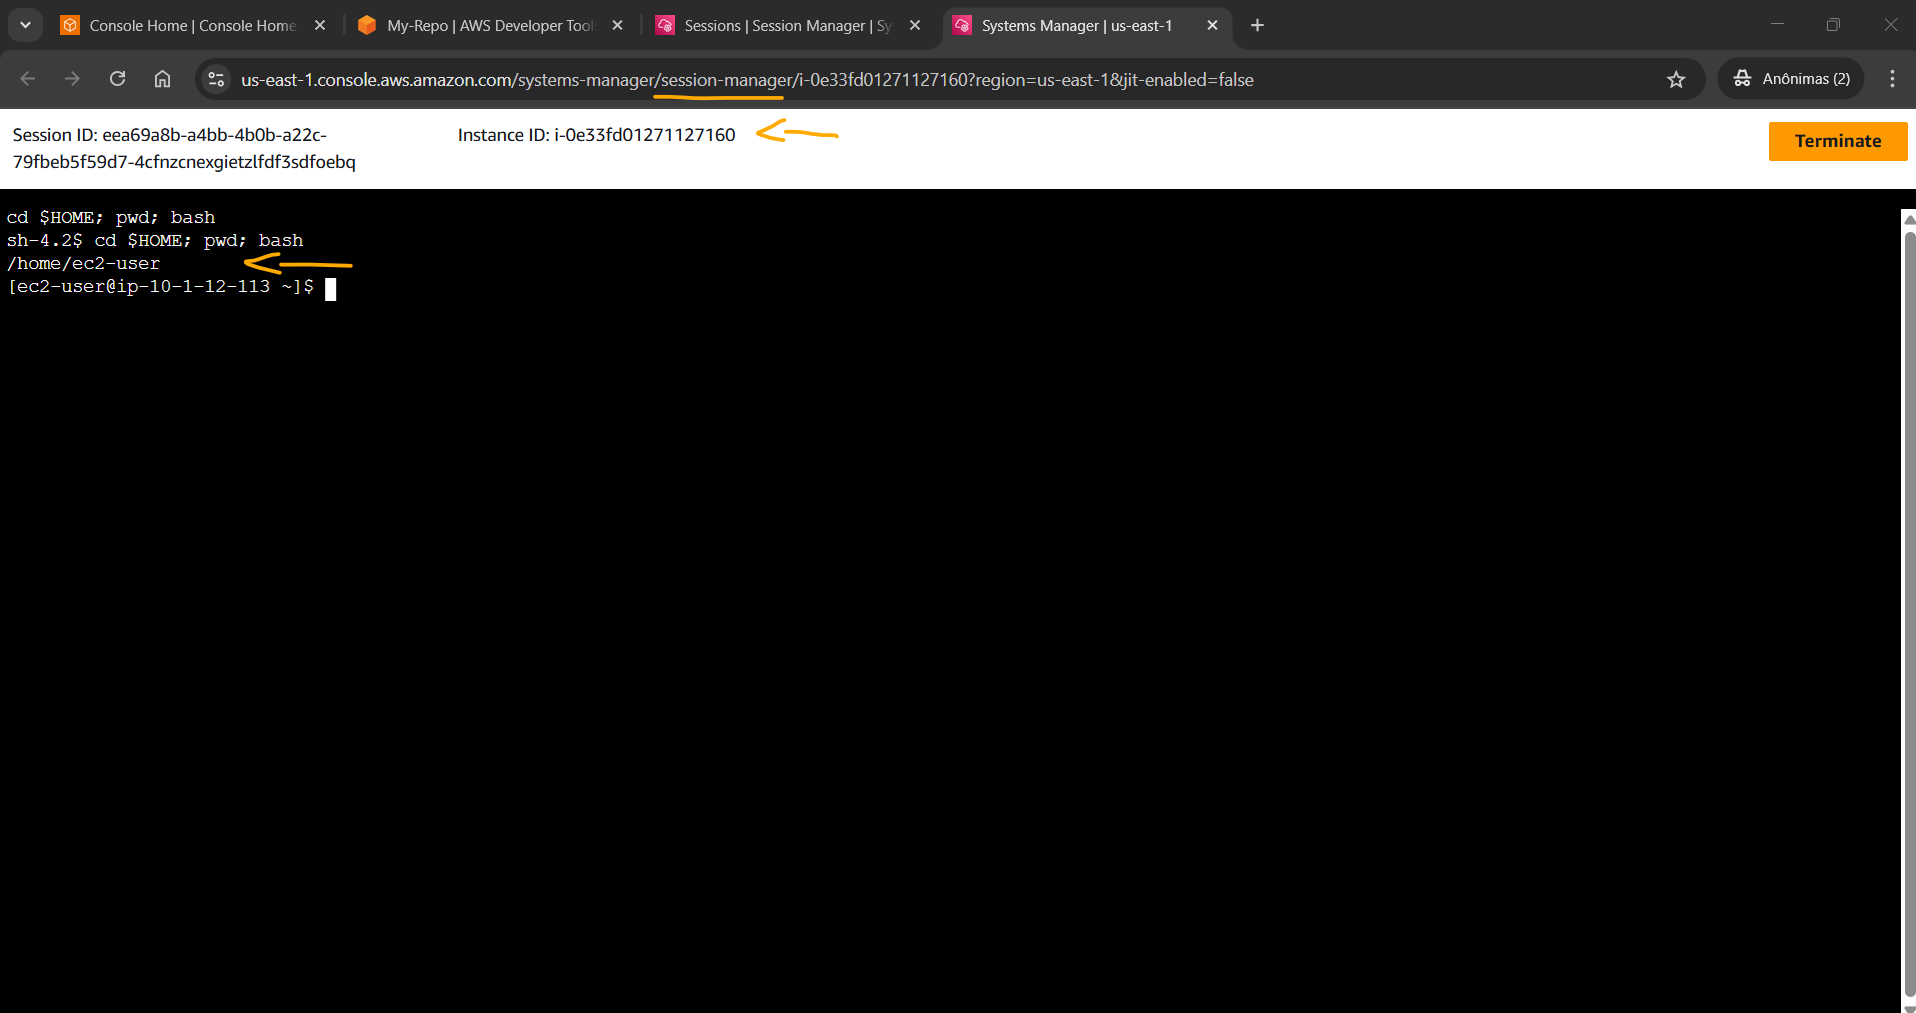 Console Home | Console Home
My-Repo | AWS Developer Tool
Sessions | Session Manager | Sy
Systems Manager | us-east-1
us-east-1.console.aws.amazon.com/systems-manager/session-manager/i-0e33fd01271127160?region=us-east-1&jit-enabled=false
Anônimas (2)
Session ID: eea69a8b-a4bb-4b0b-a22c-
79fbeb5f59d7-4cfnzcnexgietzlfdf3sdfoebq
Instance ID: i-0e33fd01271127160
Terminate
cd $HOME; pwd; bash
sh-4.2$ cd $HOME; pwd; bash
/home/ec2-user
[ec2-user@ip-10-1-12-113 ~]$